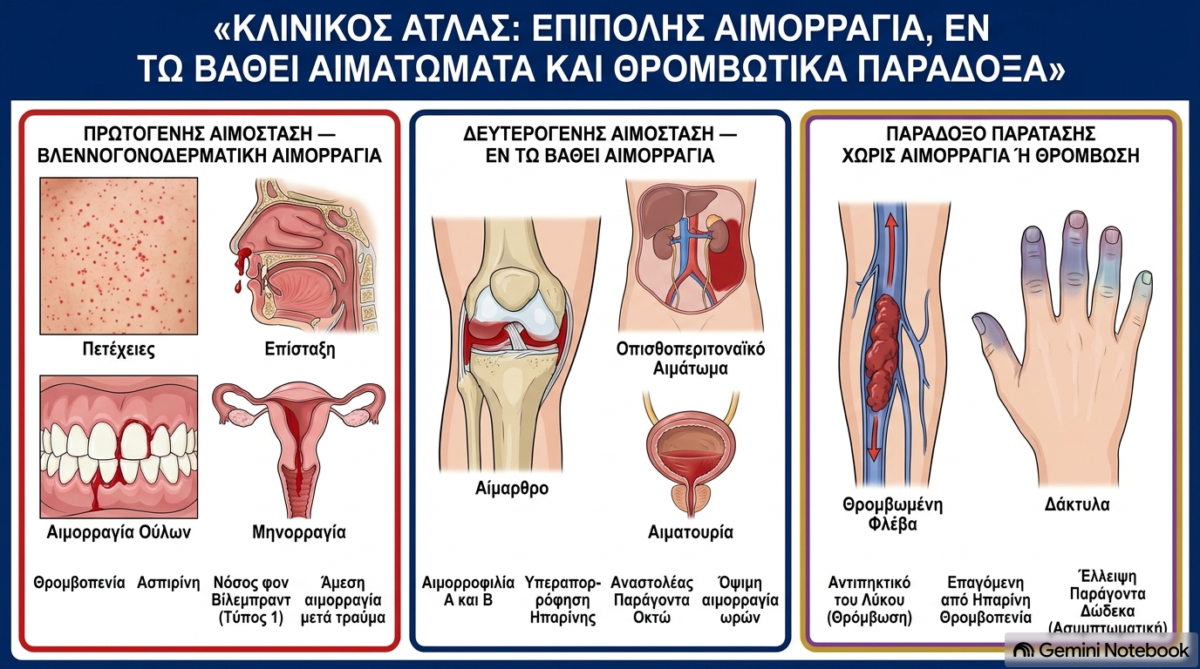 «ΚΛΙΝΙΚΟΣ ΑΤΛΑΣ: ΕΠΙΠΟΛΗΣ ΑΙΜΟΡΡΑΓΙΑ, ΕΝ
ΤΩ ΒΑΘΕΙ ΑΙΜΑΤΩΜΑΤΑ ΚΑΙ ΘΡΟΜΒΩΤΙΚΑ ΠΑΡΑΔΟΞΑ»
ΠΡΩΤΟΓΕΝΗΣ ΑΙΜΟΣΤΑΣΗ —
ΒΛΕΝΝΟΓΟΝΟΔΕΡΜΑΤΙΚΗ ΑΙΜΟΡΡΑΓΙΑ
Πετέχειες
Επίσταξη
Αιμορραγία Ούλων
Μηνορραγία
Θρομβοπενία
Ασπιρίνη
Νόσος φον
Βίλεμπραντ
(Τύπος 1)
Άμεση
αιμορραγία
μετά τραύμα
ΔΕΥΤΕΡΟΓΕΝΗΣ ΑΙΜΟΣΤΑΣΗ —
ΕΝ ΤΩ ΒΑΘΕΙ ΑΙΜΟΡΡΑΓΙΑ
Αίμαρθρο
Οπισθοπεριτοναϊκό
Αιμάτωμα
Αιματουρία
Αιμορροφιλία
Α και Β
Υπεραπορ-
ρόφηση
Ηπαρίνης
Αναστολέας
Παράγοντα
Οκτώ
Όψιμη
αιμορραγία
ωρών
ΠΑΡΑΔΟΞΟ ΠΑΡΑΤΑΣΗΣ
ΧΩΡΙΣ ΑΙΜΟΡΡΑΓΙΑ Ή ΘΡΟΜΒΩΣΗ
Θρομβωμένη
Φλέβα
Δάκτυλα
Αντιπηκτικό
του Λύκου
(Θρόμβωση)
Επαγόμενη
από Ηπαρίνη
Θρομβοπενία
Έλλειψη
Παράγοντα
Δώδεκα
(Ασυμπτωματική)
Gemini Notebook